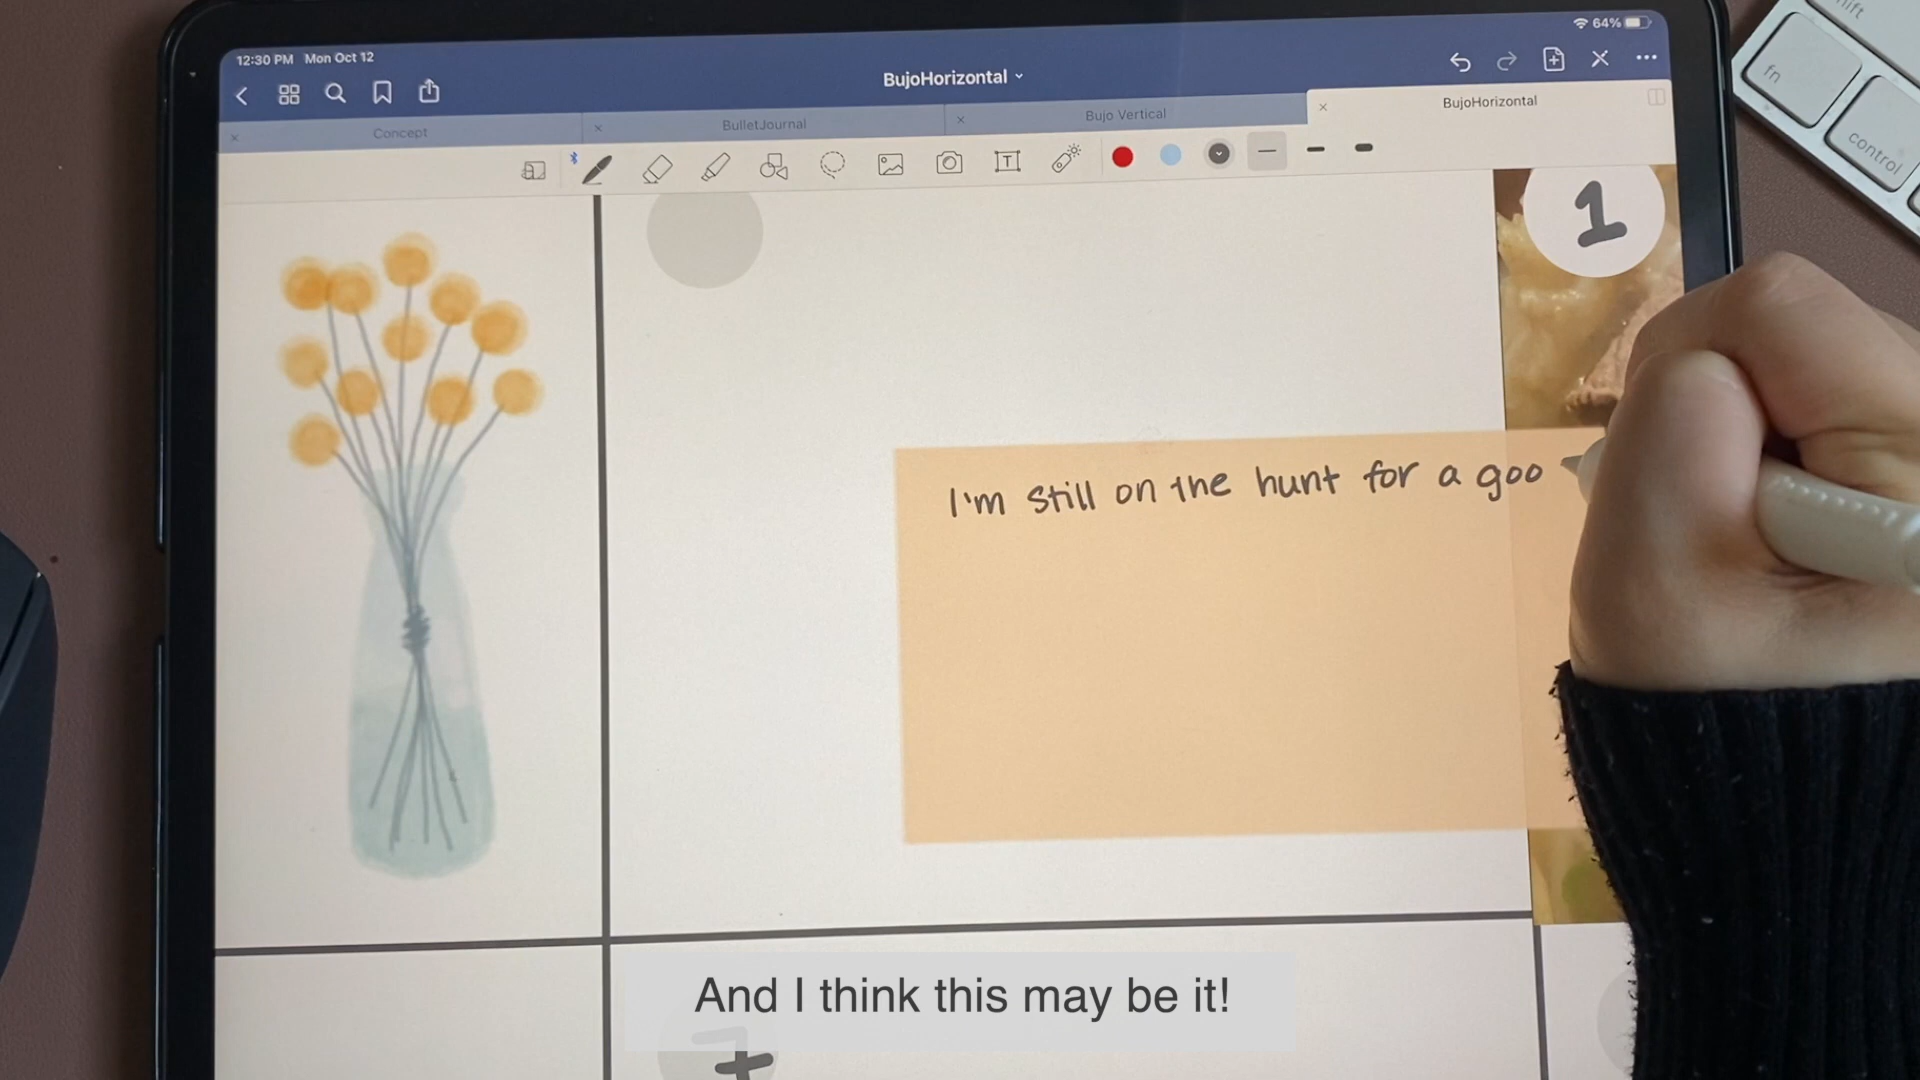 12:30 PM Mon Oct 12
64%
BujoHorizontal
Concept
BulletJournal
Bujo Vertical
BujoHorizontal
T
1
I'm still on the hunt for a goo
And I think this may be it!
7
fn
control